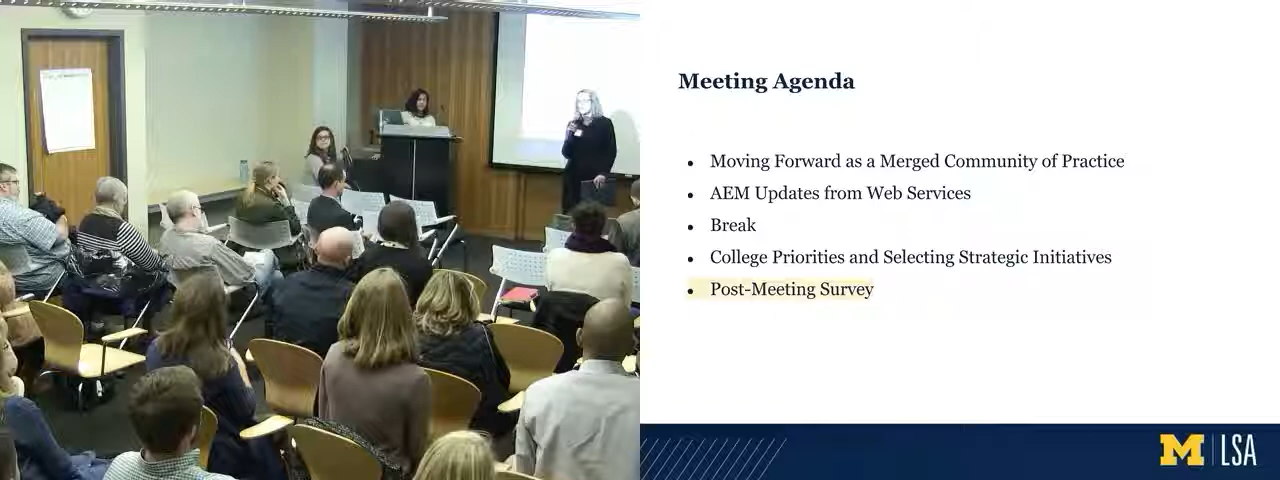 Meeting Agenda
• Moving Forward as a Merged Community of Practice
• AEM Updates from Web Services
• Break
• College Priorities and Selecting Strategic Initiatives
• Post-Meeting Survey
M | LSA